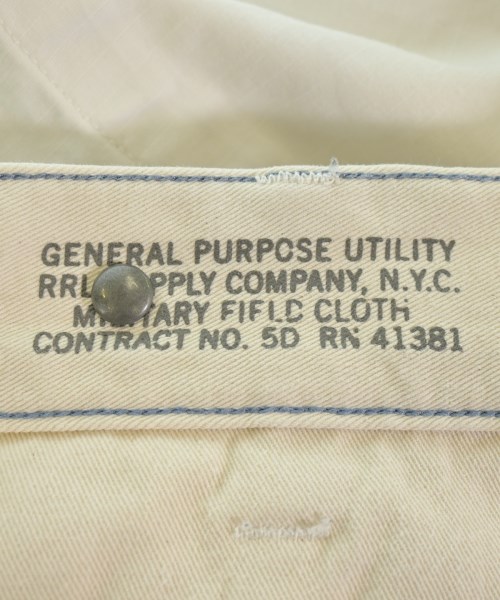 GENERAL PURPOSE UTILITY
RRL PPLY COMPANY, N.Y.C.
MILITARY FIELD CLOTH
CONTRACT NO. 5D RN 41381